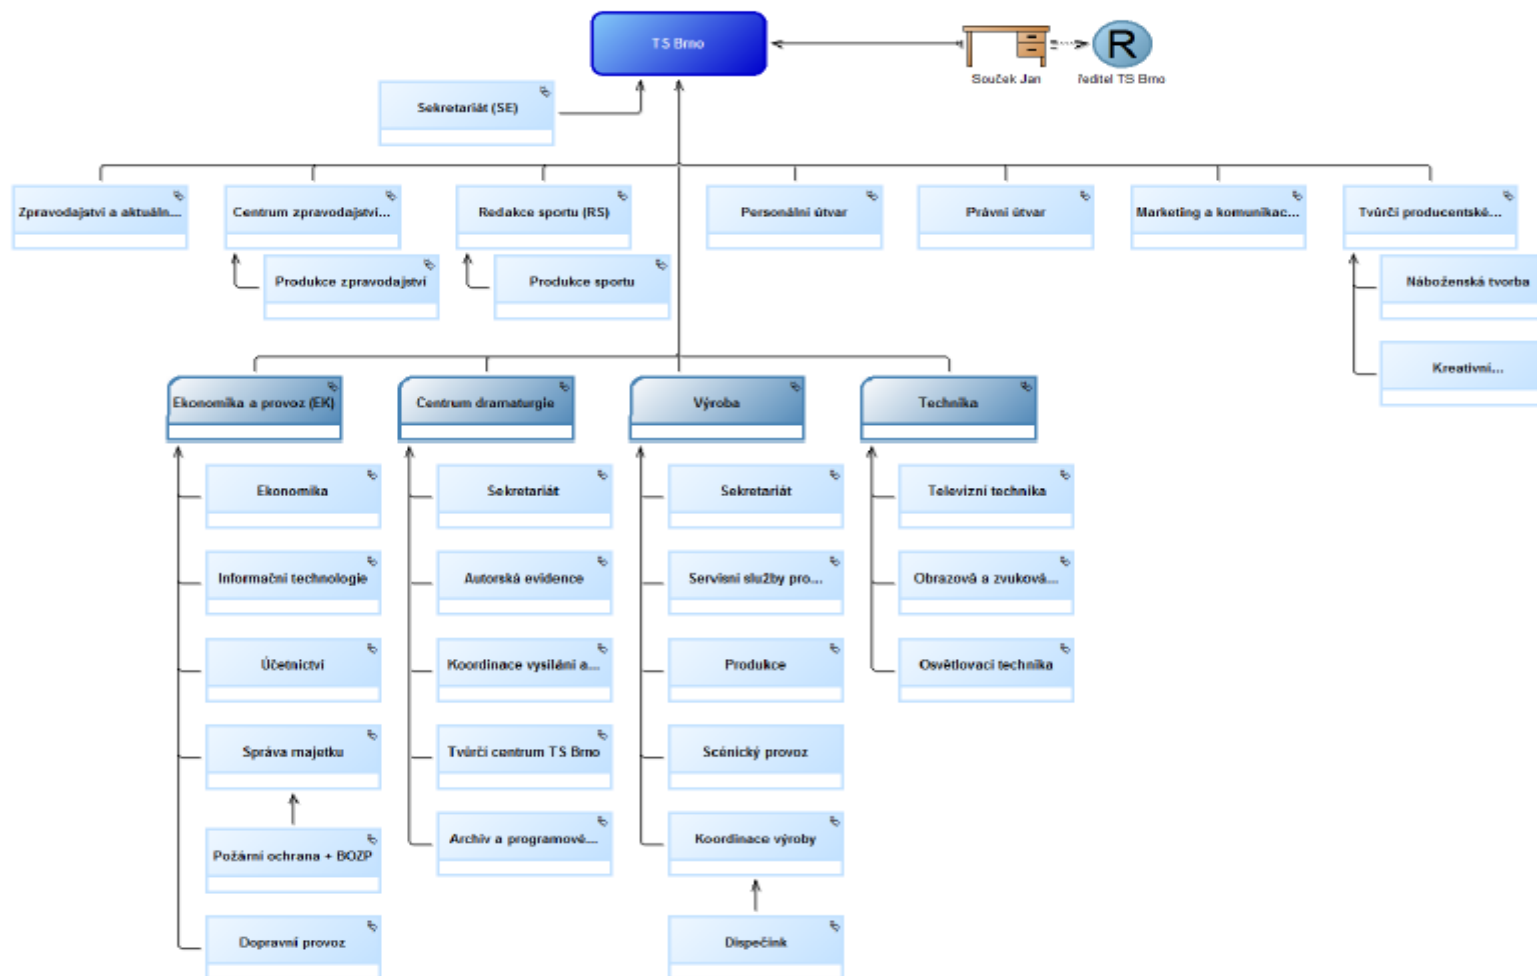 TS Brno
Součėk Jan
ředitel TS Brno
Sekretariát (SE)
Zpravodajství a aktuáln...
Centrum zpravodajství...
Redakce sportu (RS)
Personální útvar
Právní útvar
Marketing a komunikac...
Tvůrčí producentské...
Produkce zpravodajství
Produkce sportu
Náboženská tvorba
Kreativní...
Ekonomika a provoz (EK)
Centrum dramaturgie
Výroba
Technika
Ekonomika
Sekretariát
Sekretariát
Televizní technika
Informační technologie
Autorská evidence
Servisní služby pro...
Obrazová a zvuková...
Účetnictví
Koordinace vysílání a...
Produkce
Osvětlovací technika
Správa majetku
Tvůrčí centrum TS Brno
Scénický provoz
Požární ochrana + BOZP
Archiv a programové...
Koordinace výroby
Dopravní provoz
Dispečink